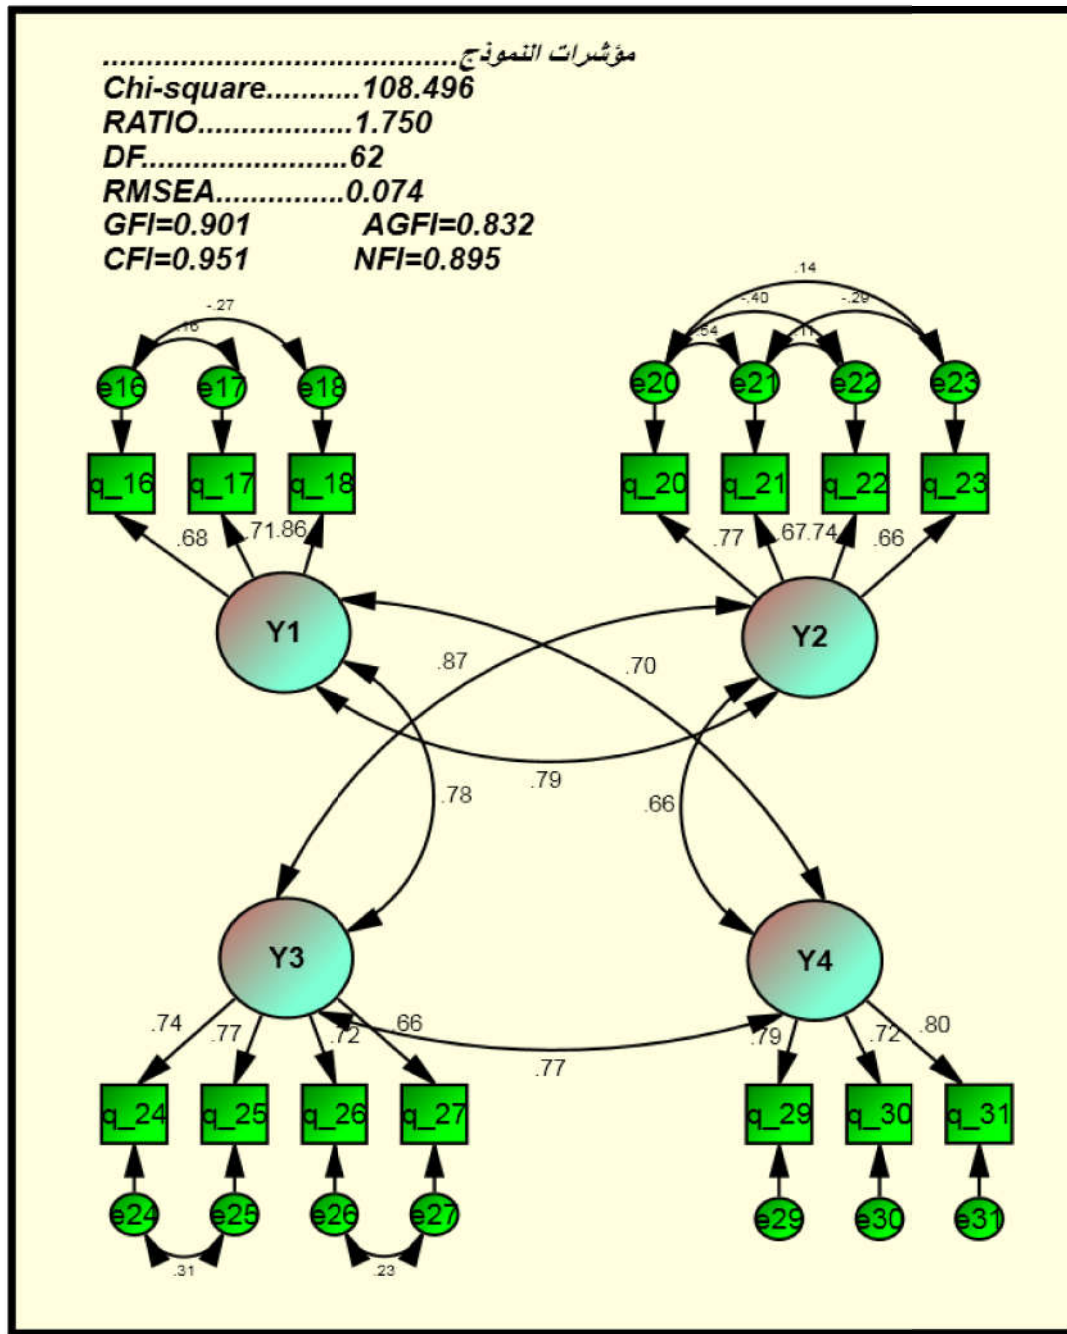 مؤشرات النموذج........................................
Chi-square...........108.496
RATIO..................1.750
DF.......................62
RMSEA...............0.074
GFI=0.901 AGFI=0.832
CFI=0.951 NFI=0.895
.14
-.27 -.40 -.29
.16 .54 .11
e16 e17 e18 e20 e21 e22 e23
q_16 q_17 q_18 q_20 q_21 q_22 q_23
.68 .71 .86 .77 .67 .74 .66
Y1 Y2
.87 .70
.78 .79 .66
Y3 Y4
.74 .77 .72 .66 .77 .79 .72 .80
q_24 q_25 q_26 q_27 q_29 q_30 q_31
e24 e25 e26 e27 e29 e30 e31
.31 .23